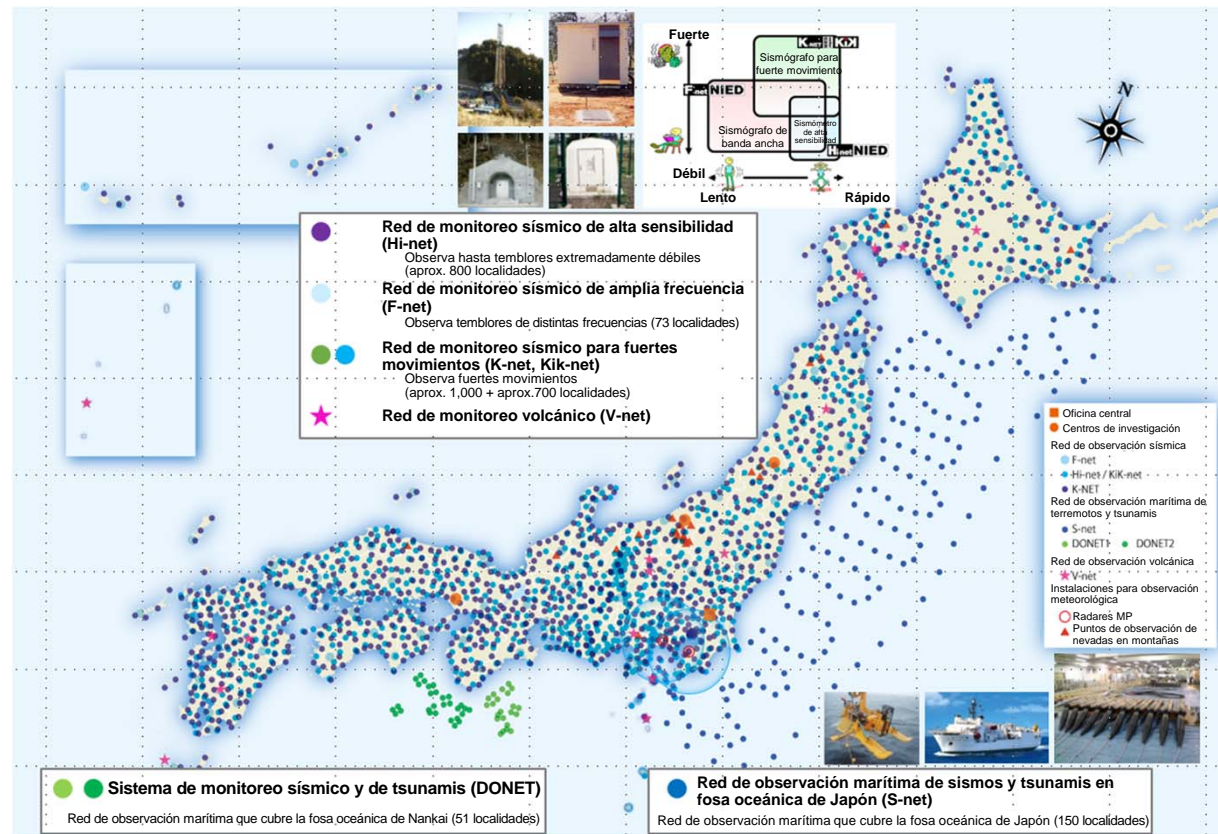 Fuerte
K-NET KiK
Sismógrafo para
fuerte movimiento
F-net NIED
Sismógrafo de
banda ancha
Sismómetro
de alta
sensibilidad
Hi-net NIED
Débil
Lento
Rápido
N
Red de monitoreo sísmico de alta sensibilidad
(Hi-net)
Observa hasta temblores extremadamente débiles
(aprox. 800 localidades)
Red de monitoreo sísmico de amplia frecuencia
(F-net)
Observa temblores de distintas frecuencias (73 localidades)
Red de monitoreo sísmico para fuertes
movimientos (K-net, Kik-net)
Observa fuertes movimientos
(aprox. 1,000 + aprox.700 localidades)
Red de monitoreo volcánico (V-net)
Oficina central
Centros de investigación
Red de observación sísmica
F-net
Hi-net / KiK-net
K-NET
Red de observación marítima de
terremotos y tsunamis
S-net
DONET1 DONET2
Red de observación volcánica
V-net
Instalaciones para observación
meteorológica
Radares MP
Puntos de observación de
nevadas en montañas
Sistema de monitoreo sísmico y de tsunamis (DONET)
Red de observación marítima que cubre la fosa oceánica de Nankai (51 localidades)
Red de observación marítima de sismos y tsunamis en
fosa oceánica de Japón (S-net)
Red de observación marítima que cubre la fosa oceánica de Japón (150 localidades)